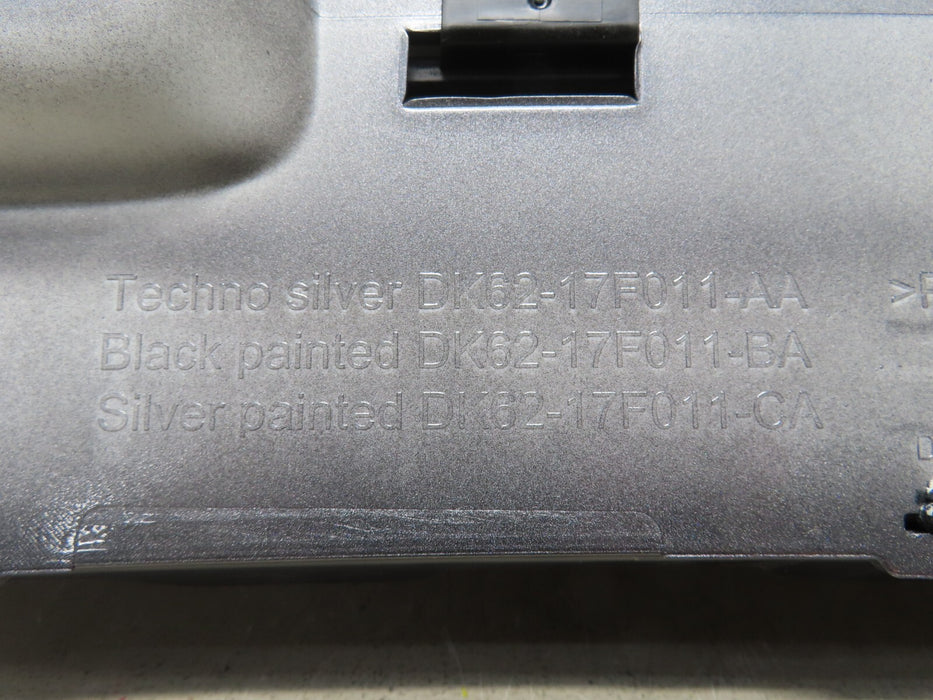 Techno silver DK62-17F011-AA
Black painted DK62-17F011-BA
Silver painted DK62-17F011-CA